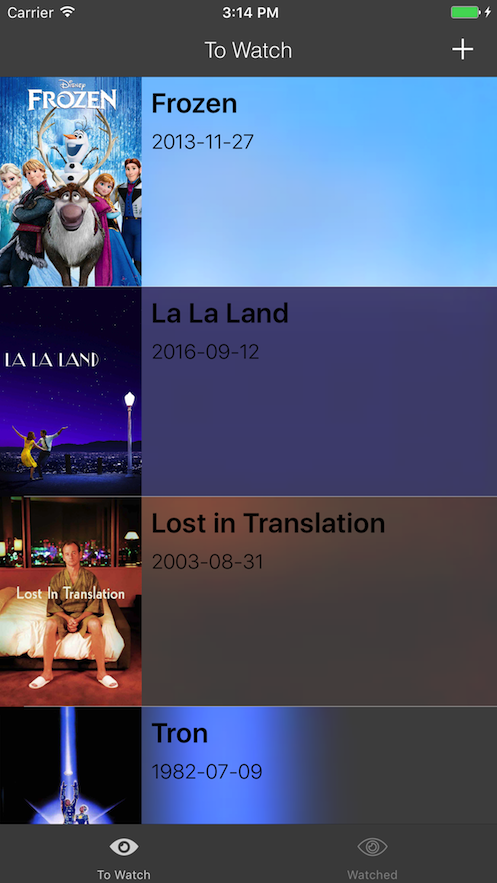 Carrier 3:14 PM
To Watch
Disney
FROZEN
Frozen
2013-11-27
LA LA LAND
La La Land
2016-09-12
Lost In Translation
Lost in Translation
2003-08-31
Tron
1982-07-09
To Watch
Watched